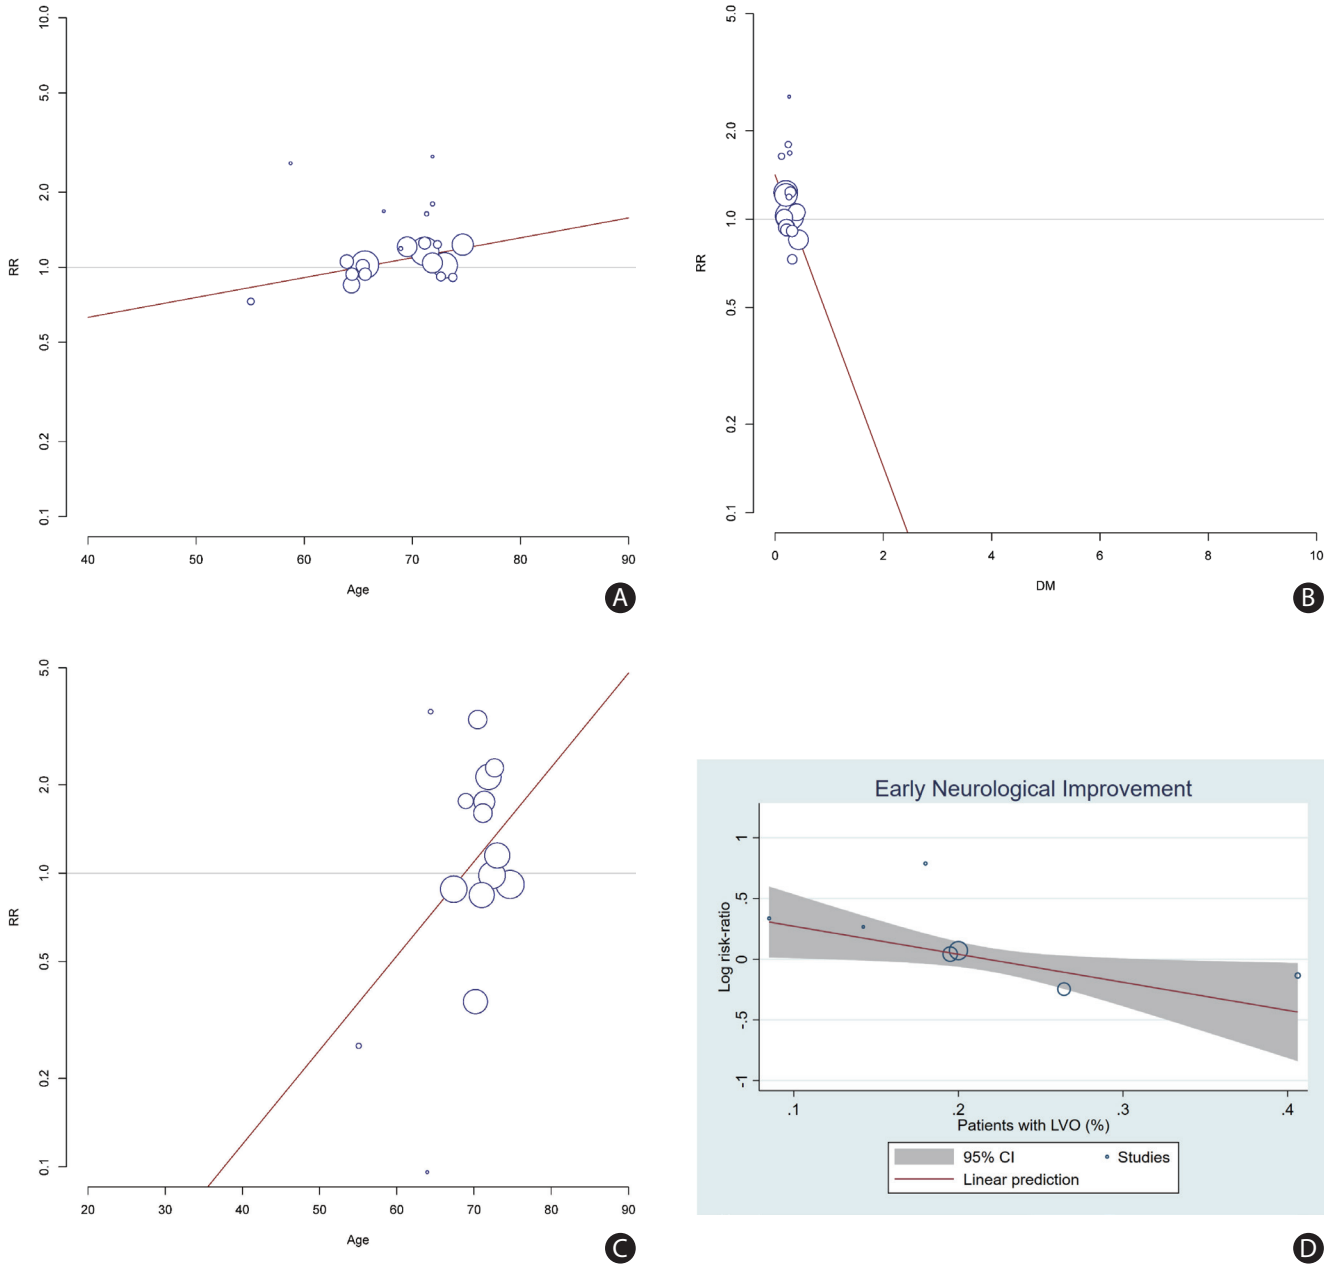 10.0
5.0
2.0
1.0
0.5
0.2
0.1
RR
40 50 60 70 80 90
Age
A
5.0
2.0
1.0
0.5
0.2
0.1
RR
0 2 4 6 8 10
DM
B
5.0
2.0
1.0
0.5
0.2
0.1
RR
20 30 40 50 60 70 80 90
Age
C
Early Neurological Improvement
1
.5
0
-.5
-1
Log risk-ratio
.1 .2 .3 .4
Patients with LVO (%)
95% CI Studies
Linear prediction
D